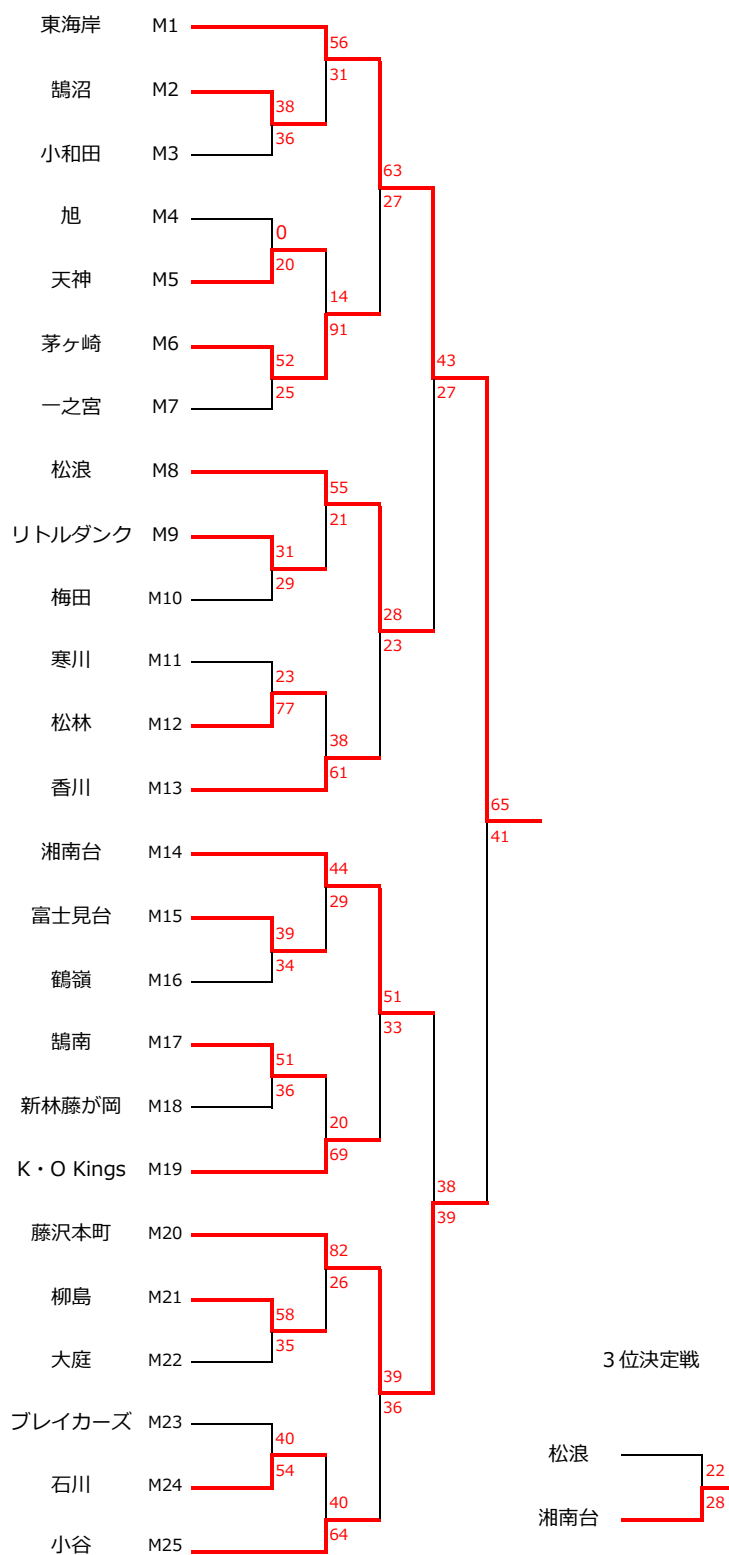 東海岸 M1
56
31
鵠沼 M2
38
36
小和田 M3
63
27
旭 M4
0
20
天神 M5
14
91
茅ヶ崎 M6
52
25
一之宮 M7
43
27
松浪 M8
55
21
リトルダンク M9
31
29
梅田 M10
28
23
寒川 M11
23
77
松林 M12
38
61
香川 M13
65
41
湘南台 M14
44
29
富士見台 M15
39
34
鶴嶺 M16
51
33
鵠南 M17
51
36
新林藤が岡 M18
20
69
K・O Kings M19
38
39
藤沢本町 M20
82
26
柳島 M21
58
35
大庭 M22
３位決定戦
39
36
ブレイカーズ M23
40
54
石川 M24
40
64
小谷 M25
松浪
22
28
湘南台